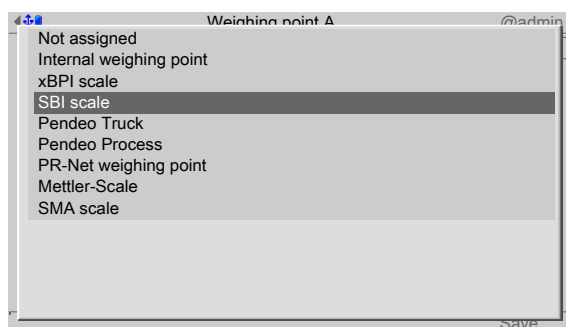 Weighing point A @admin
Not assigned
Internal weighing point
xBPI scale
SBI scale
Pendeo Truck
Pendeo Process
PR-Net weighing point
Mettler-Scale
SMA scale
Save